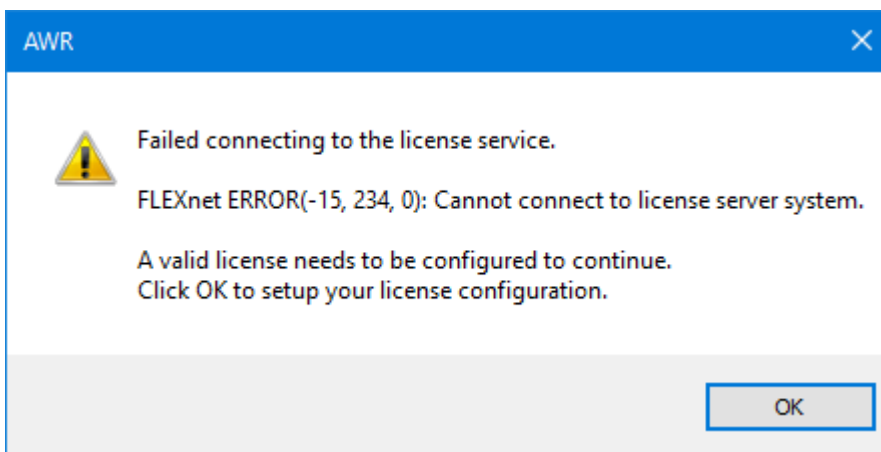 AWR
Failed connecting to the license service.
FLEXnet ERROR(-15, 234, 0): Cannot connect to license server system.
A valid license needs to be configured to continue.
Click OK to setup your license configuration.
OK